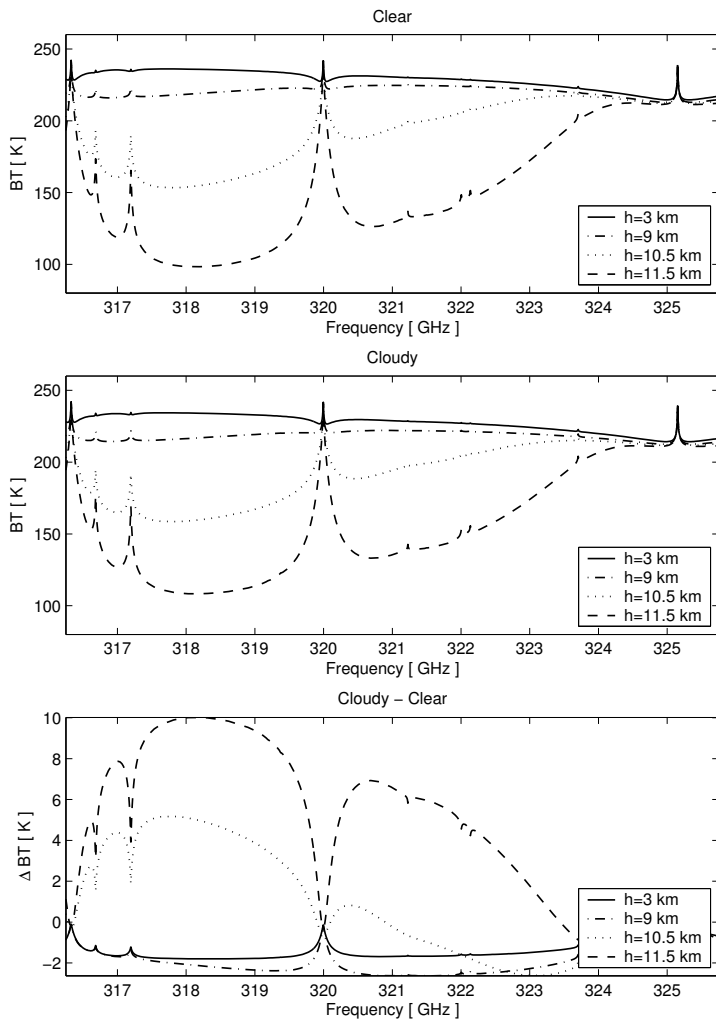 Clear
250
200
150
100
BT [ K ]
317 318 319 320 321 322 323 324 325
Frequency [ GHz ]
h=3 km
h=9 km
h=10.5 km
h=11.5 km
Cloudy
250
200
150
100
BT [ K ]
317 318 319 320 321 322 323 324 325
Frequency [ GHz ]
h=3 km
h=9 km
h=10.5 km
h=11.5 km
Cloudy − Clear
10
8
6
4
2
0
−2
Δ BT [ K ]
317 318 319 320 321 322 323 324 325
Frequency [ GHz ]
h=3 km
h=9 km
h=10.5 km
h=11.5 km